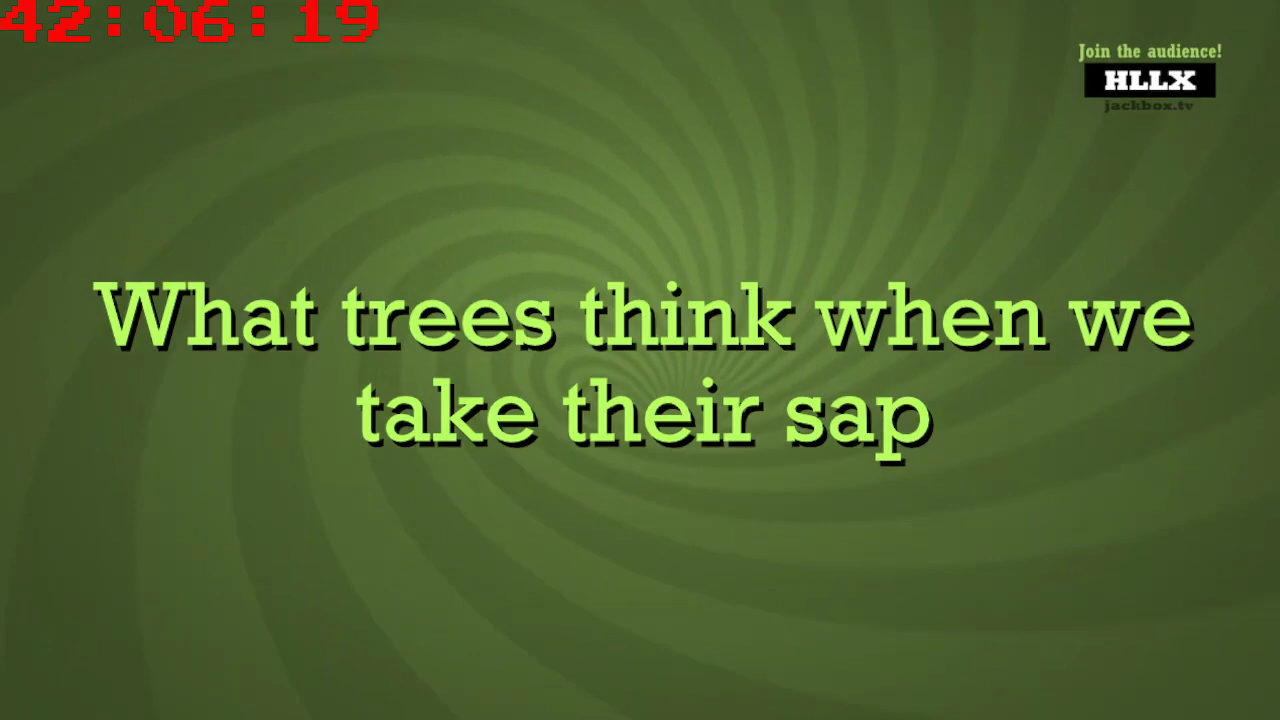 42:06:19
Join the audience!
HLLX
jackbox.tv
What trees think when we
take their sap